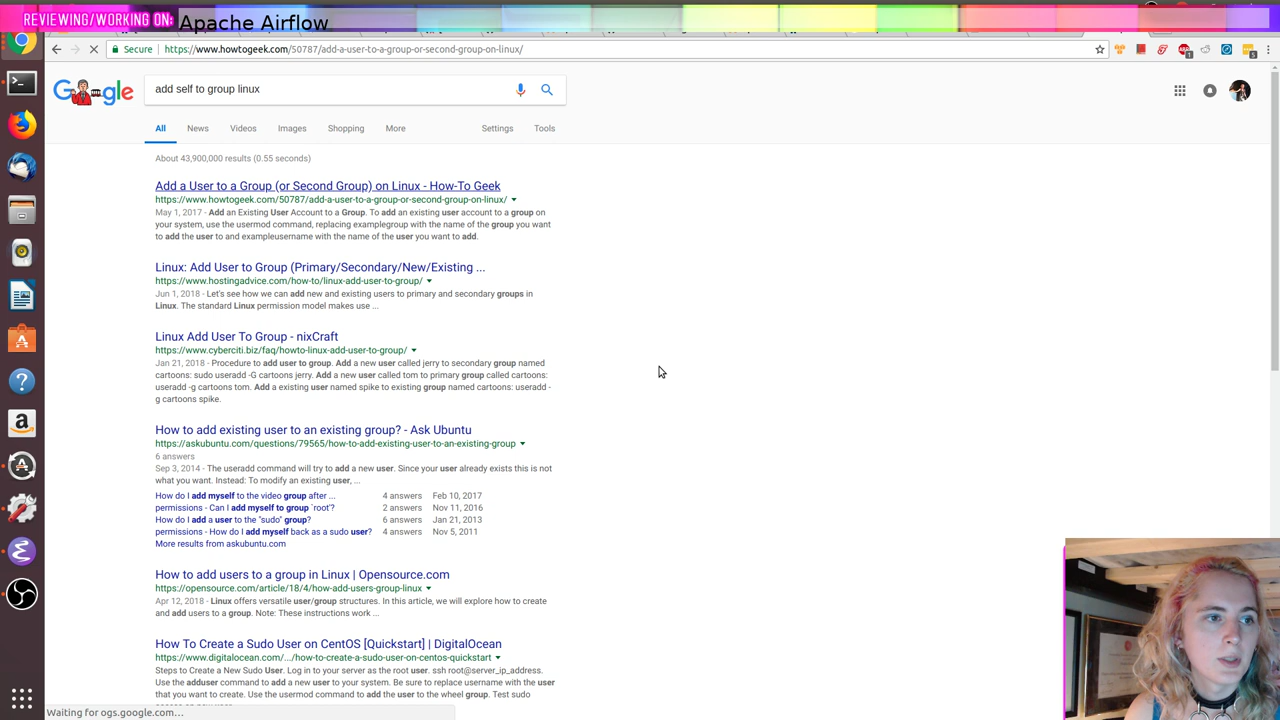 REVIEWING/WORKING ON: Apache Airflow
Secure https://www.howtogeek.com/50787/add-a-user-to-a-group-or-second-group-on-linux/
add self to group linux
All News Videos Images Shopping More Settings Tools
About 43,900,000 results (0.55 seconds)
Add a User to a Group (or Second Group) on Linux - How-To Geek
https://www.howtogeek.com/50787/add-a-user-to-a-group-or-second-group-on-linux/
May 1, 2017 - Add an Existing User Account to a Group. To add an existing user account to a group on
your system, use the usermod command, replacing examplegroup with the name of the group you want
to add the user to and exampleusername with the name of the user you want to add.
Linux: Add User to Group (Primary/Secondary/New/Existing ...
https://www.hostingadvice.com/how-to/linux-add-user-to-group/
Jun 1, 2018 - Let's see how we can add new and existing users to primary and secondary groups in
Linux. The standard Linux permission model makes use ...
Linux Add User To Group - nixCraft
https://www.cyberciti.biz/faq/howto-linux-add-user-to-group/
Jan 21, 2018 - Procedure to add user to group. Add a new user called jerry to secondary group named
cartoons: sudo useradd -G cartoons jerry. Add a new user called tom to primary group called cartoons:
useradd -g cartoons tom. Add a existing user named spike to existing group named cartoons: useradd -
g cartoons spike.
How to add existing user to an existing group? - Ask Ubuntu
https://askubuntu.com/questions/79565/how-to-add-existing-user-to-an-existing-group
6 answers
Sep 3, 2014 - The useradd command will try to add a new user. Since your user already exists this is not
what you want. Instead: To modify an existing user, ...
How do I add myself to the video group after ... 4 answers Feb 10, 2017
permissions - Can I add myself to group `root'? 2 answers Nov 11, 2016
How do I add a user to the "sudo" group? 6 answers Jan 21, 2013
permissions - How do I add myself back as a sudo user? 4 answers Nov 5, 2011
More results from askubuntu.com
How to add users to a group in Linux | Opensource.com
https://opensource.com/article/18/4/how-add-users-group-linux
Apr 12, 2018 - Linux offers versatile user/group structures. In this article, we will explore how to create
and add users to a group. Note: These instructions work ...
How To Create a Sudo User on CentOS [Quickstart] | DigitalOcean
https://www.digitalocean.com/.../how-to-create-a-sudo-user-on-centos-quickstart
Steps to Create a New Sudo User. Log in to your server as the root user. ssh root@server_ip_address.
Use the adduser command to add a new user to your system. Be sure to replace username with the user
that you want to create. Use the usermod command to add the user to the wheel group. Test sudo
Waiting for ogs.google.com...